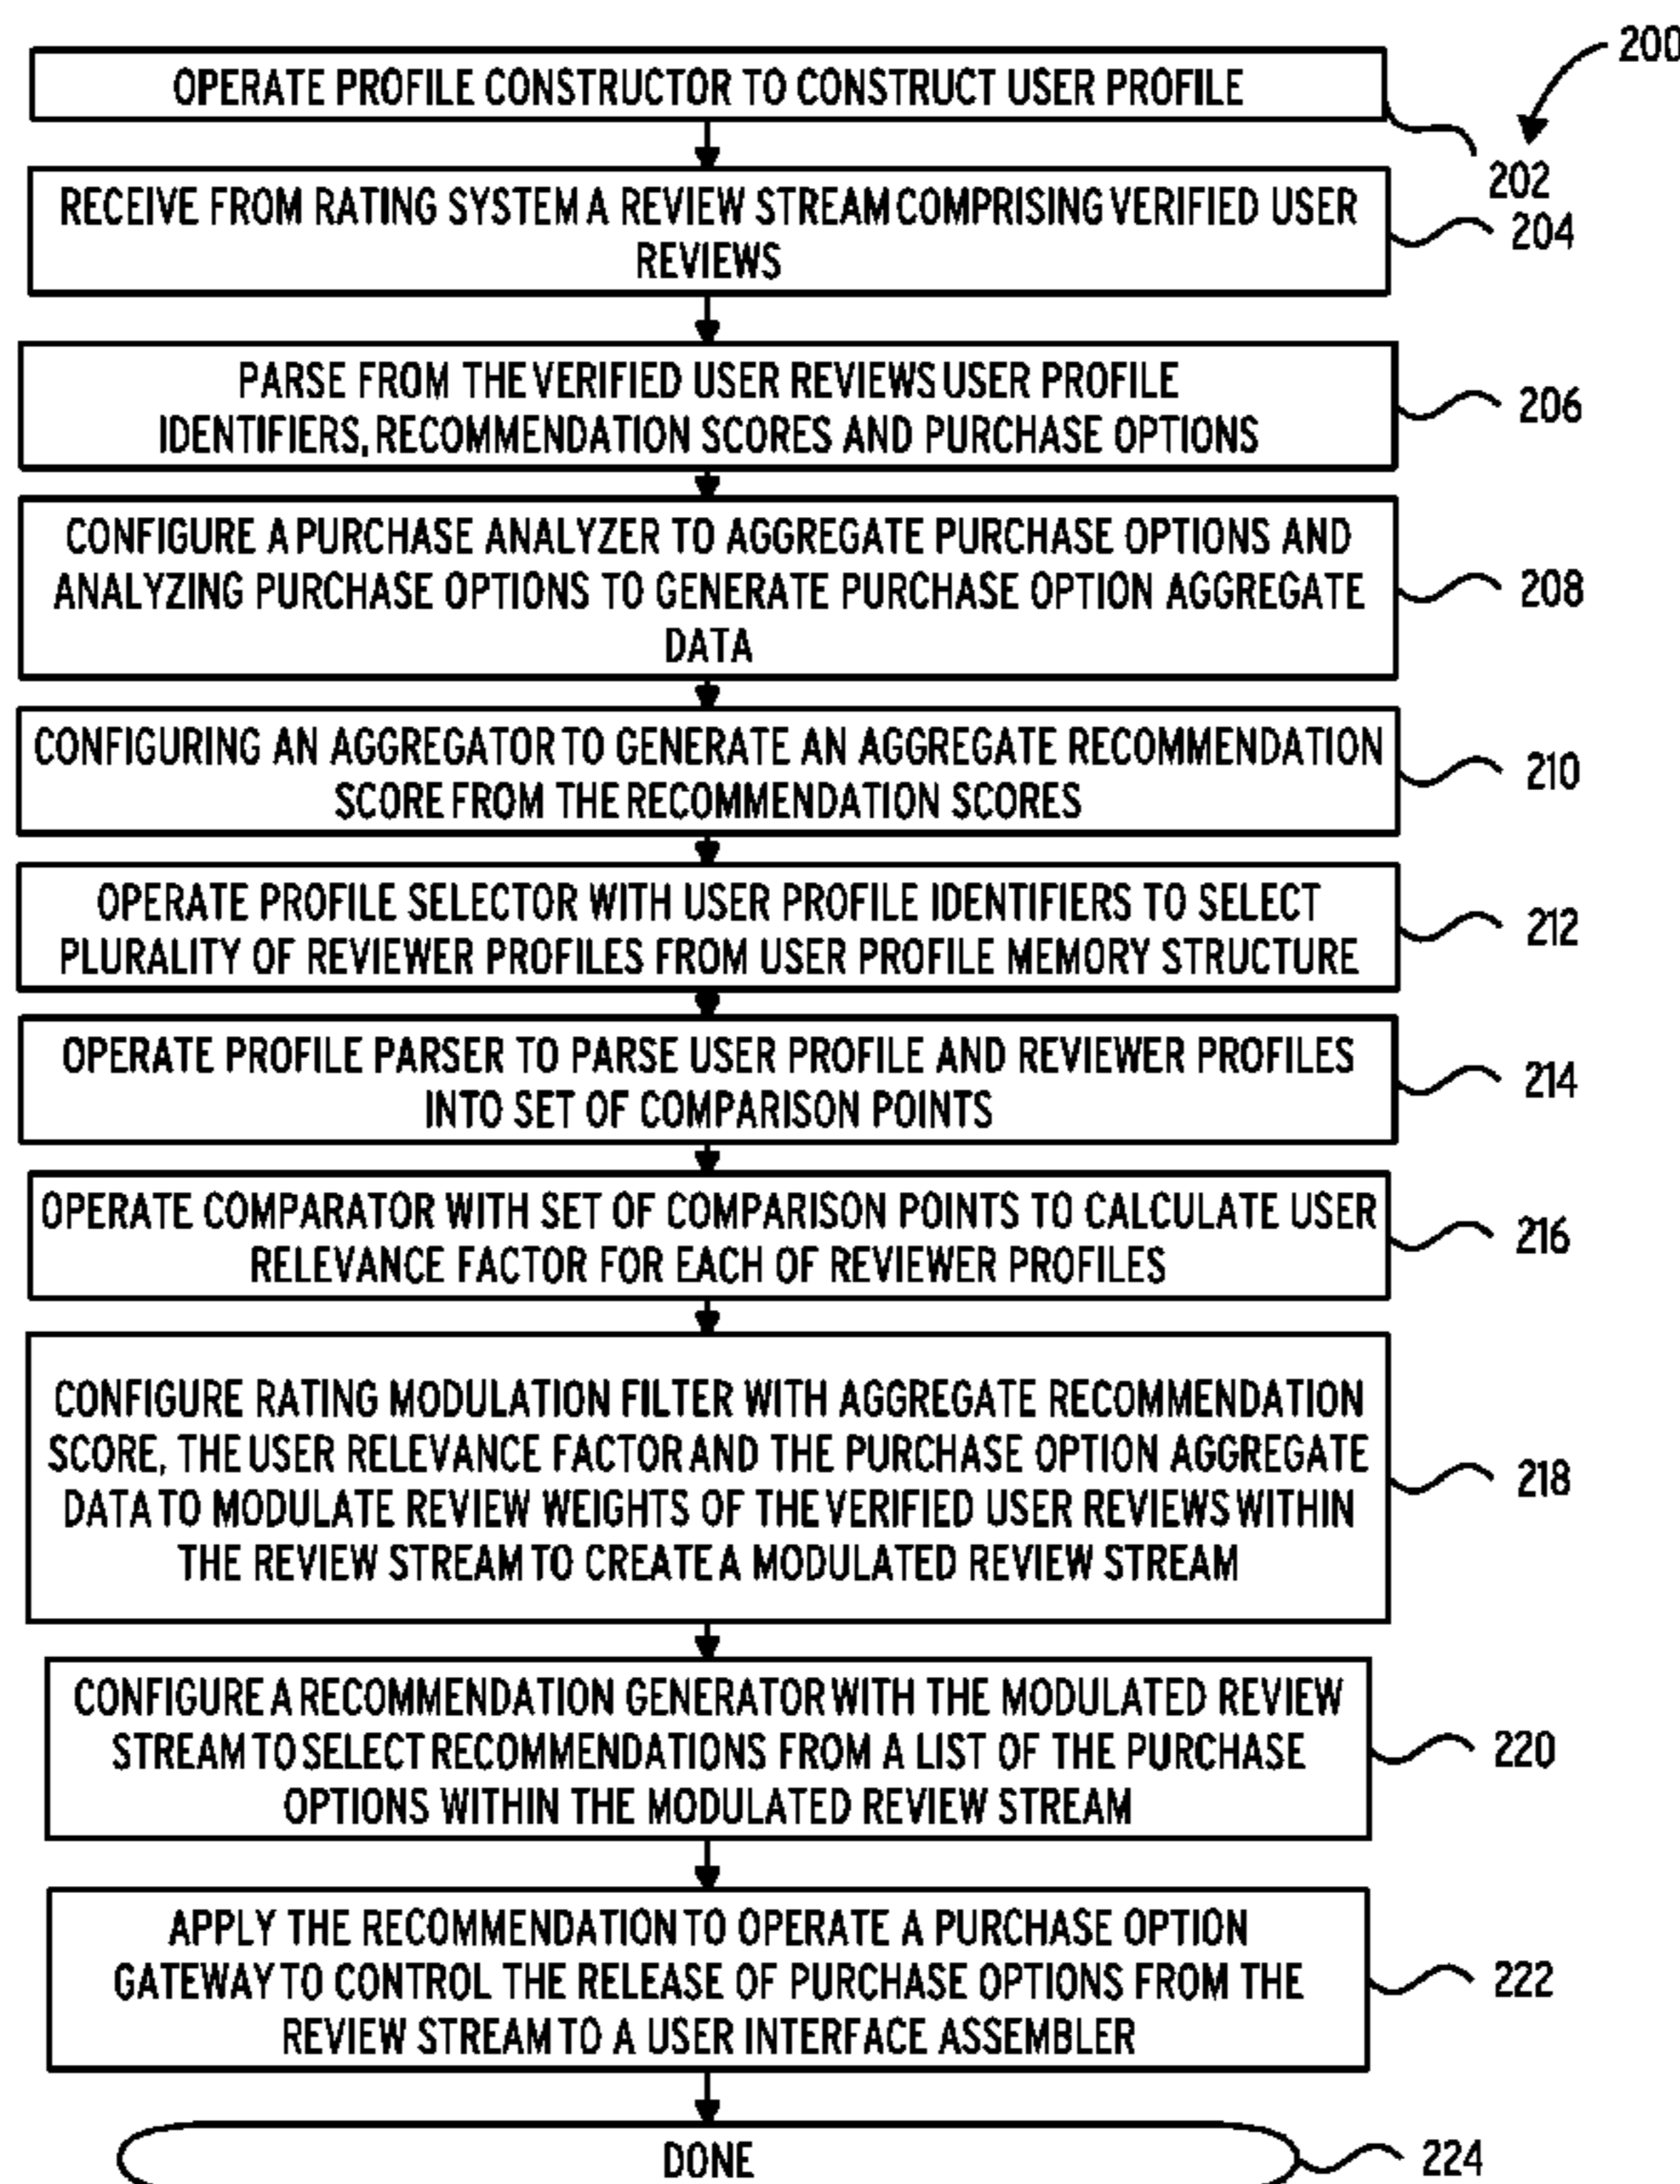 200
OPERATE PROFILE CONSTRUCTOR TO CONSTRUCT USER PROFILE
202
RECEIVE FROM RATING SYSTEM A REVIEW STREAM COMPRISING VERIFIED USER
REVIEWS
204
PARSE FROM THE VERIFIED USER REVIEWS USER PROFILE
IDENTIFIERS, RECOMMENDATION SCORES AND PURCHASE OPTIONS
206
CONFIGURE A PURCHASE ANALYZER TO AGGREGATE PURCHASE OPTIONS AND
ANALYZING PURCHASE OPTIONS TO GENERATE PURCHASE OPTION AGGREGATE
DATA
208
CONFIGURING AN AGGREGATOR TO GENERATE AN AGGREGATE RECOMMENDATION
SCORE FROM THE RECOMMENDATION SCORES
210
OPERATE PROFILE SELECTOR WITH USER PROFILE IDENTIFIERS TO SELECT
PLURALITY OF REVIEWER PROFILES FROM USER PROFILE MEMORY STRUCTURE
212
OPERATE PROFILE PARSER TO PARSE USER PROFILE AND REVIEWER PROFILES
INTO SET OF COMPARISON POINTS
214
OPERATE COMPARATOR WITH SET OF COMPARISON POINTS TO CALCULATE USER
RELEVANCE FACTOR FOR EACH OF REVIEWER PROFILES
216
CONFIGURE RATING MODULATION FILTER WITH AGGREGATE RECOMMENDATION
SCORE, THE USER RELEVANCE FACTOR AND THE PURCHASE OPTION AGGREGATE
DATA TO MODULATE REVIEW WEIGHTS OF THE VERIFIED USER REVIEWS WITHIN
THE REVIEW STREAM TO CREATE A MODULATED REVIEW STREAM
218
CONFIGURE A RECOMMENDATION GENERATOR WITH THE MODULATED REVIEW
STREAM TO SELECT RECOMMENDATIONS FROM A LIST OF THE PURCHASE
OPTIONS WITHIN THE MODULATED REVIEW STREAM
220
APPLY THE RECOMMENDATION TO OPERATE A PURCHASE OPTION
GATEWAY TO CONTROL THE RELEASE OF PURCHASE OPTIONS FROM THE
REVIEW STREAM TO A USER INTERFACE ASSEMBLER
222
DONE
224